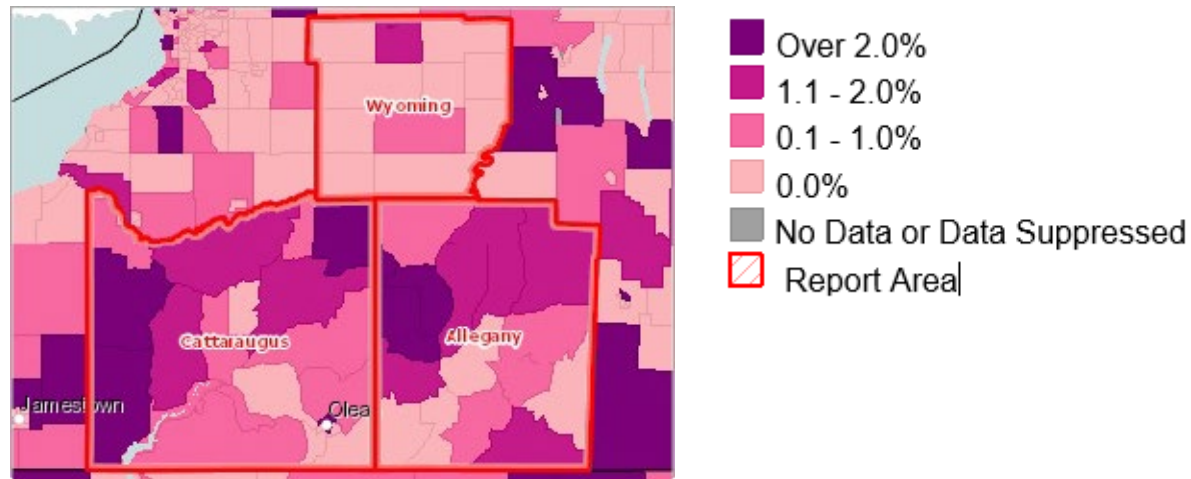 Wyoming
Cattaraugus
Allegany
Olea
Over 2.0%
1.1 - 2.0%
0.1 - 1.0%
0.0%
No Data or Data Suppressed
Report Area